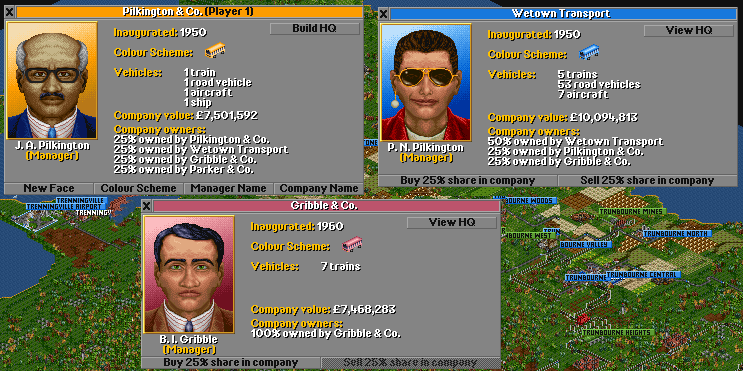 Pilkington & Co. (Player 1)
Inaugurated: 1950
Build HQ
Colour Scheme:
Vehicles:
1 train
1 road vehicle
1 aircraft
1 ship
Company value: £7,501,592
Company owners:
25% owned by Pilkington & Co.
25% owned by Wetown Transport
25% owned by Gribble & Co.
25% owned by Parker & Co.
J. A. Pilkington
(Manager)
New Face
Colour Scheme
Manager Name
Company Name
Wetown Transport
Inaugurated: 1950
View HQ
Colour Scheme:
Vehicles:
5 trains
53 road vehicles
7 aircraft
Company value: £10,094,813
Company owners:
50% owned by Wetown Transport
25% owned by Pilkington & Co.
25% owned by Gribble & Co.
P. N. Pilkington
(Manager)
Buy 25% share in company
Sell 25% share in company
Gribble & Co.
Inaugurated: 1960
View HQ
Colour Scheme:
Vehicles:
7 trains
Company value: £7,468,283
Company owners:
100% owned by Gribble & Co.
B. I. Gribble
(Manager)
Buy 25% share in company
Sell 25% share in company
TRENNINGVILLE
TRENNINGVILLE AIRPORT
TRENNINGV
WOODS
TRUNBOURNE MINES
TRUNBOURNE NORTH
BOURNE WEST
BOURNE VALLEY
TRUNBOURNE CENTRAL
TRUNBOURNE HEIGHTS